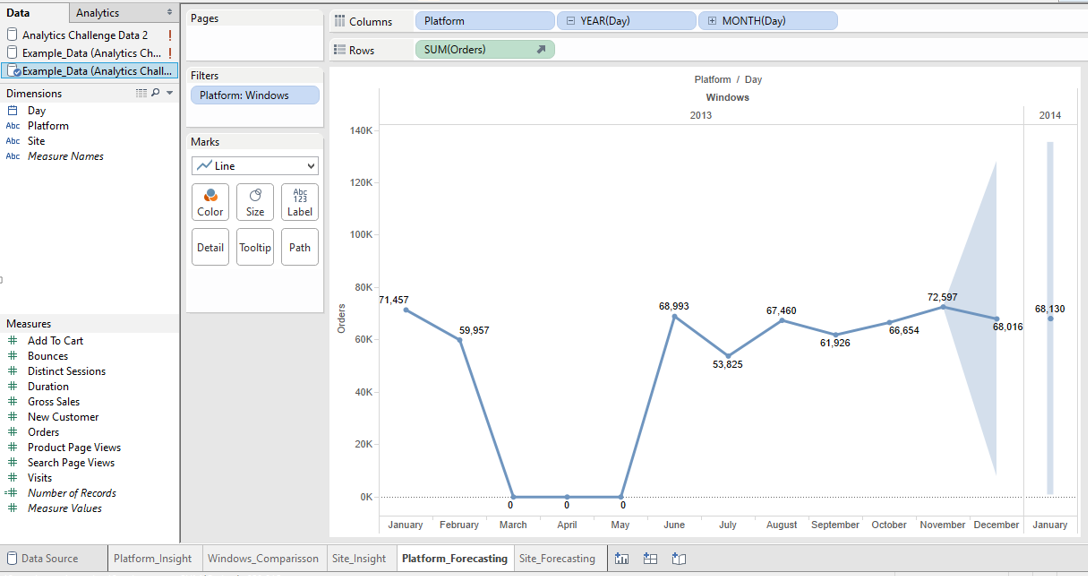 Data
Analytics
Analytics Challenge Data 2 !
Example_Data (Analytics Ch... !
Example_Data (Analytics Chall...
Dimensions
Day
Abc Platform
Abc Site
Abc Measure Names
Measures
# Add To Cart
# Bounces
# Distinct Sessions
# Duration
# Gross Sales
# New Customer
# Orders
# Product Page Views
# Search Page Views
# Visits
# Number of Records
# Measure Values
Pages
Filters
Platform: Windows
Marks
Line
Color
Size
Abc
123
Label
Detail
Tooltip
Path
Columns
Platform
YEAR(Day)
MONTH(Day)
Rows
SUM(Orders)
Platform / Day
Windows
2013
2014
140K
120K
100K
80K
60K
40K
20K
0K
Orders
71,457
59,957
0
0
0
68,993
53,825
67,460
61,926
66,654
72,597
68,016
68,130
January
February
March
April
May
June
July
August
September
October
November
December
January
Data Source
Platform_Insight
Windows_Comparisson
Site_Insight
Platform_Forecasting
Site_Forecasting